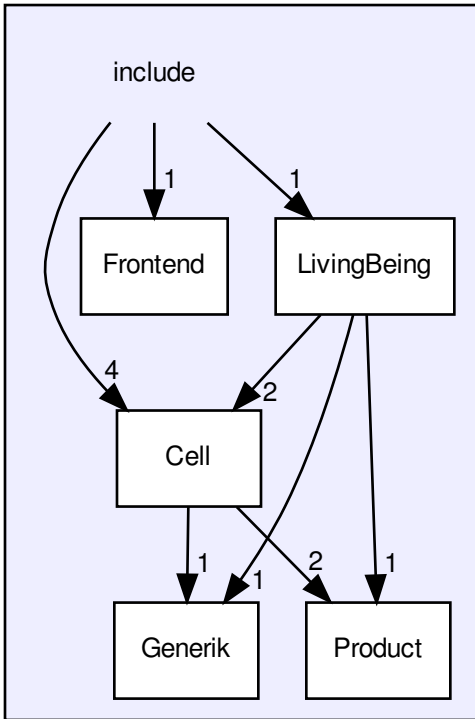 include
1
1
Frontend
LivingBeing
4
2
Cell
1
1
2
1
Generik
Product